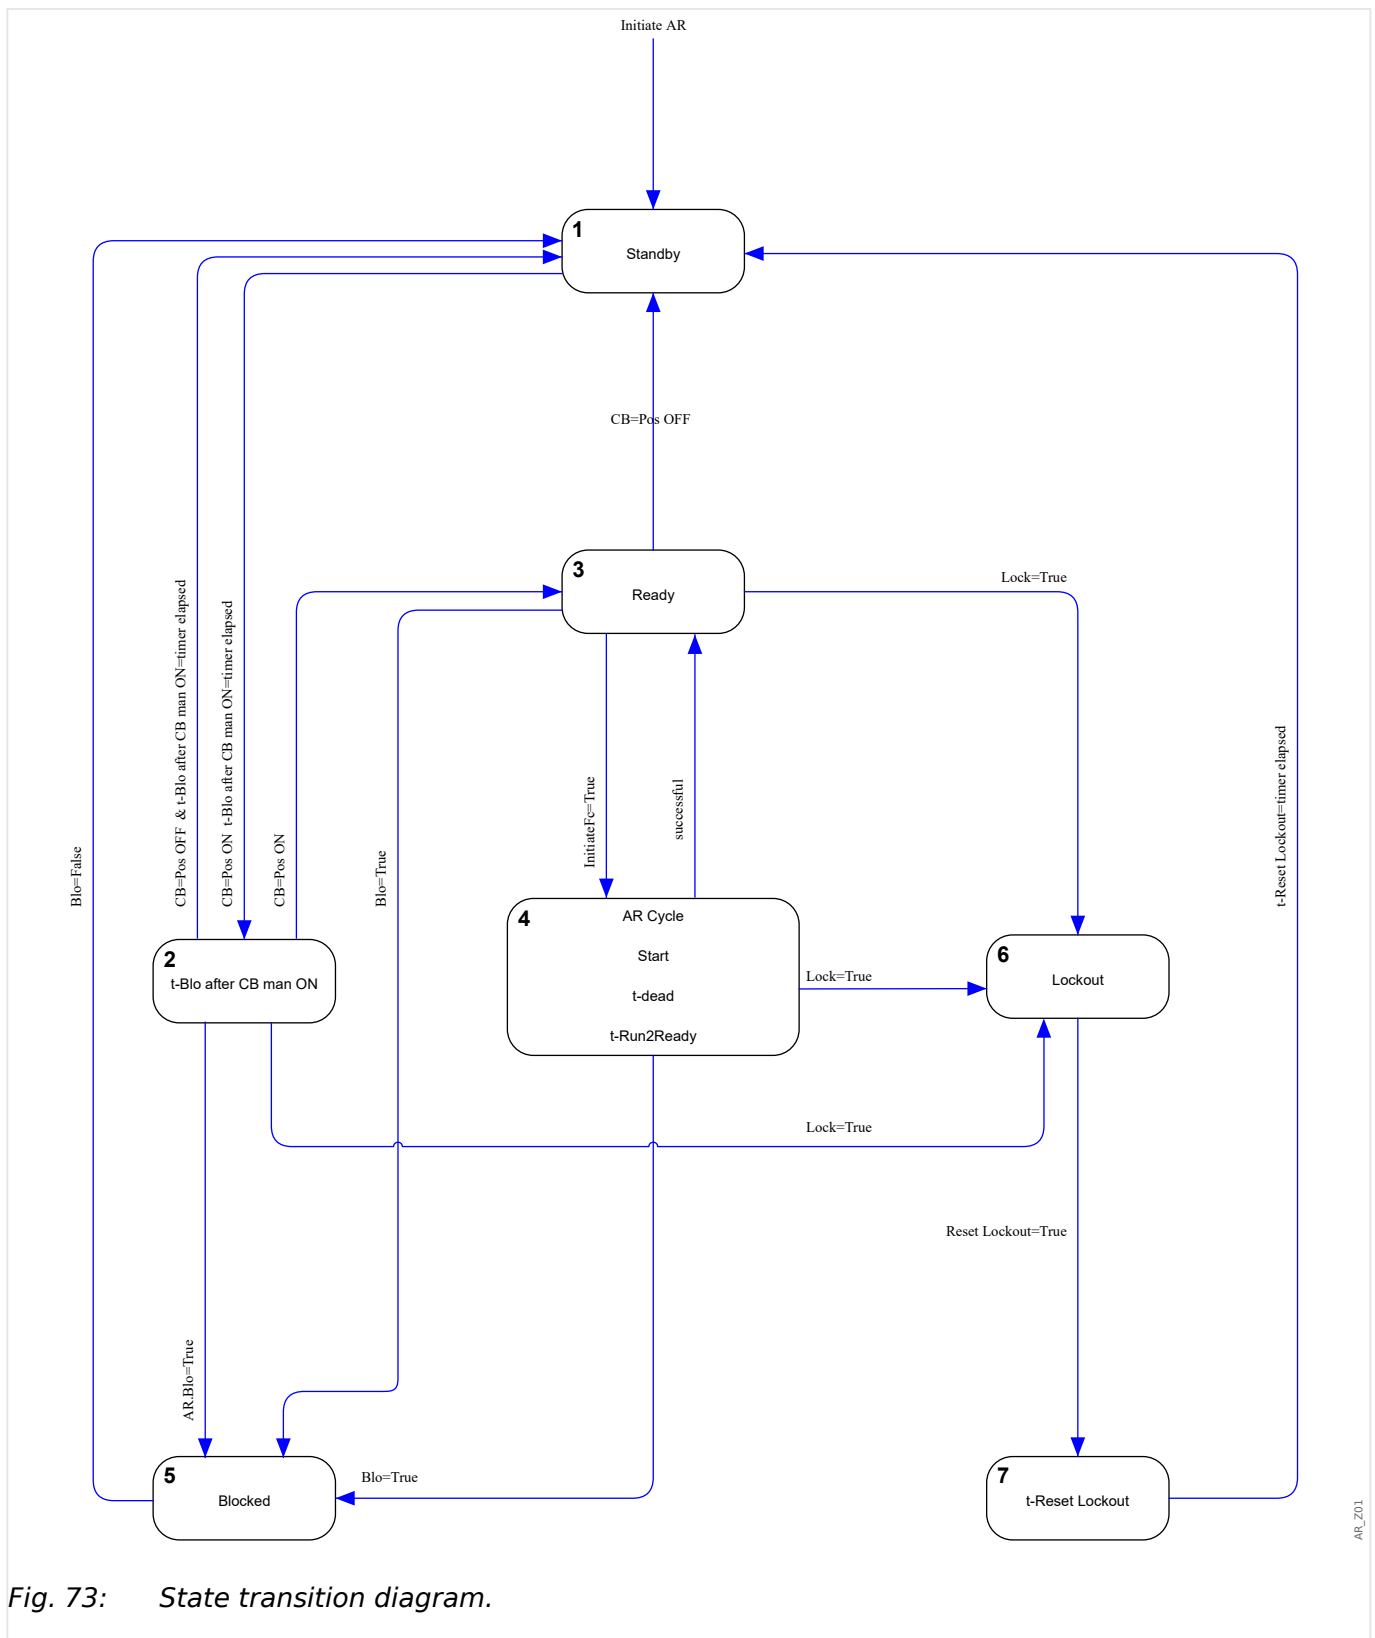 Initiate AR
1
Standby
CB=Pos OFF
3
Ready
Lock=True
CB=Pos OFF & t-Blo after CB man ON=timer elapsed
CB=Pos ON t-Blo after CB man ON=timer elapsed
CB=Pos ON
Blo=False
Blo=True
InitiateFc=True
successful
t-Reset Lockout=timer elapsed
2
t-Blo after CB man ON
4
AR Cycle
Start
t-dead
t-Run2Ready
Lock=True
6
Lockout
Lock=True
Reset Lockout=True
AR.Blo=True
5
Blocked
Blo=True
7
t-Reset Lockout
AR_Z01
Fig. 73: State transition diagram.